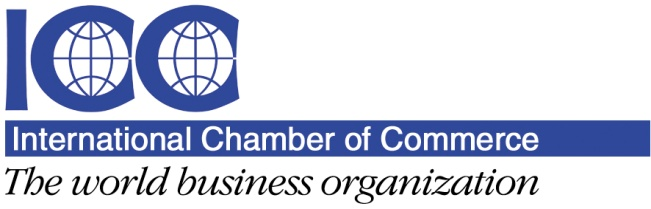 ICC
International Chamber of Commerce
The world business organization